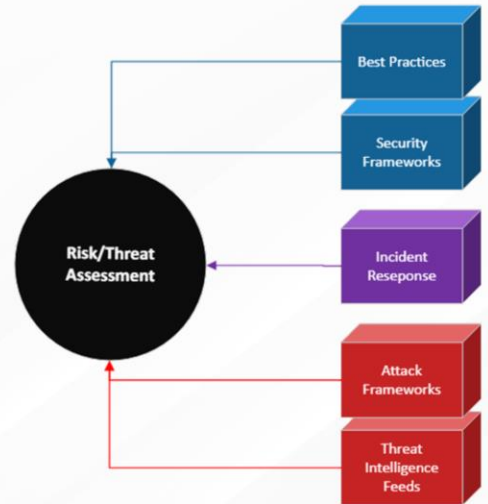 Best Practices
Security
Frameworks
Risk/Threat
Assessment
Incident
Reseponse
Attack
Frameworks
Threat
Intelligence
Feeds